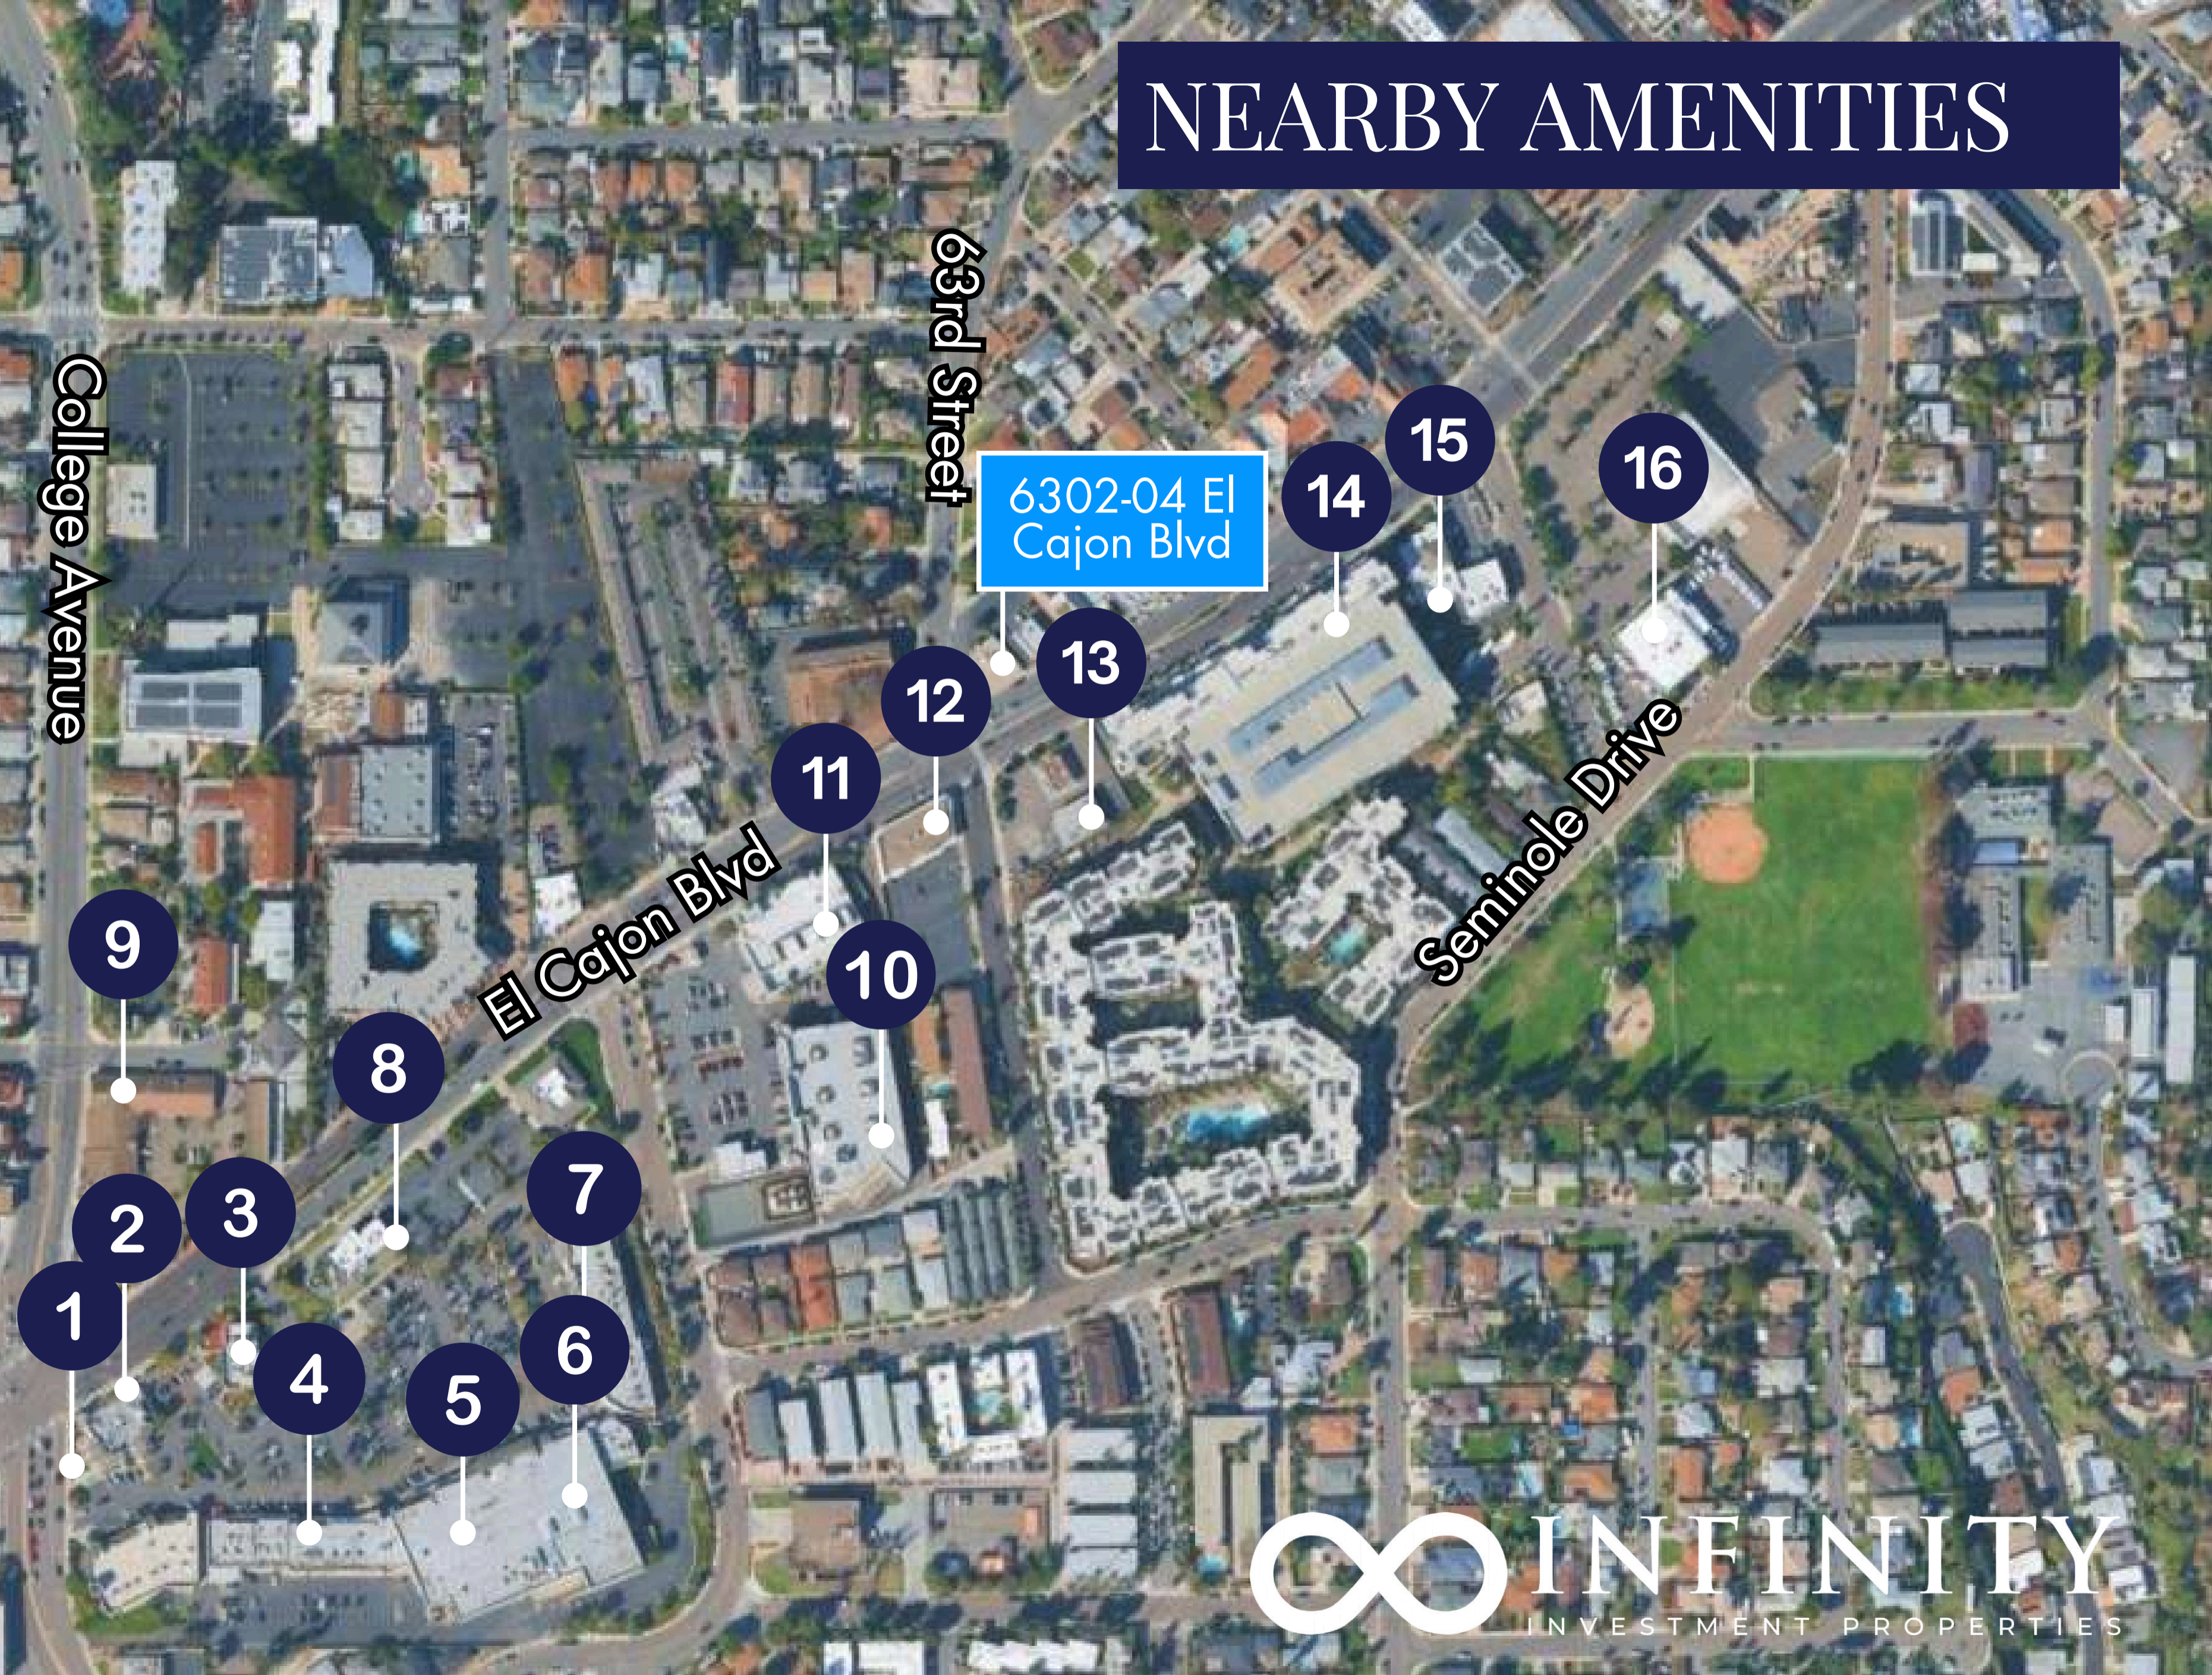 NEARBY AMENITIES
63rd Street
College Avenue
6302-04 El
Cajon Blvd
14
15
16
13
12
11
El Cajon Blvd
Seminole Drive
9
10
8
7
2
3
1
4
5
6
INFINITY
INVESTMENT PROPERTIES